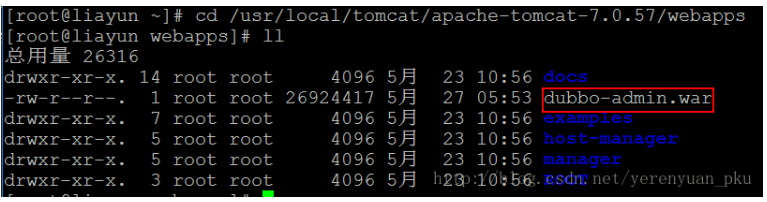 [root@liayun ~]# cd /usr/local/tomcat/apache-tomcat-7.0.57/webapps
[root@liayun webapps]# ll
总用量 26316
drwxr-xr-x. 14 root root     4096 5月  23 10:56 docs
-rw-r--r--.  1 root root 26924417 5月  27 05:53 dubbo-admin.war
drwxr-xr-x.  7 root root     4096 5月  23 10:56 examples
drwxr-xr-x.  5 root root     4096 5月  23 10:56 host-manager
drwxr-xr-x.  5 root root     4096 5月  23 10:56 manager
drwxr-xr-x.  3 root root     4096 5月  23 10:56
http://blog.csdn.net/yerenyuan_pku